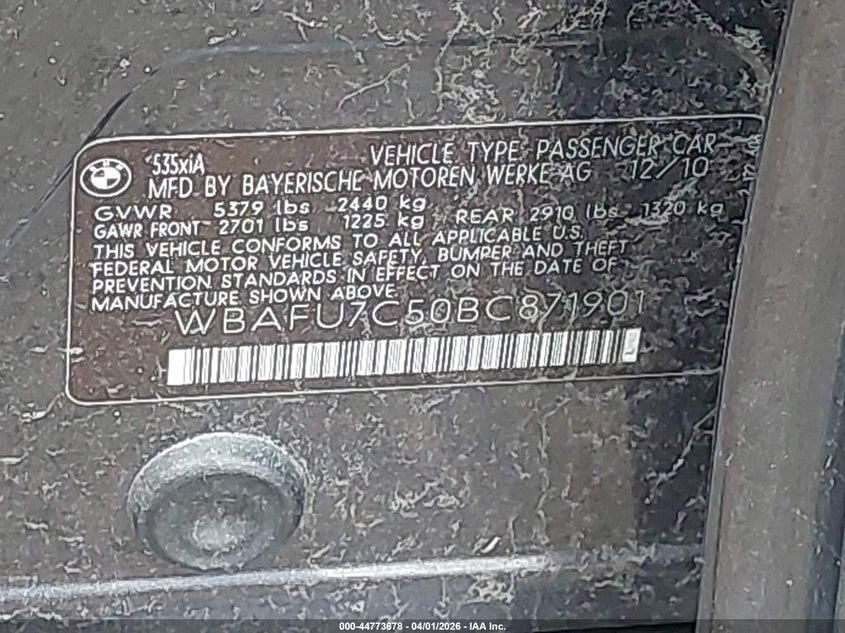 535xiA VEHICLE TYPE PASSENGER CAR
MFD BY BAYERISCHE MOTOREN WERKE AG 12/10
GVWR 5379 lbs 2440 kg
GAWR FRONT 2701 lbs 1225 kg REAR 2910 lbs 1320 kg
THIS VEHICLE CONFORMS TO ALL APPLICABLE U.S.
FEDERAL MOTOR VEHICLE SAFETY, BUMPER AND THEFT
PREVENTION STANDARDS IN EFFECT ON THE DATE OF
MANUFACTURE SHOWN ABOVE
WBAFU7C50BC871901
000-44773678 - 04/01/2026 - IAA Inc.